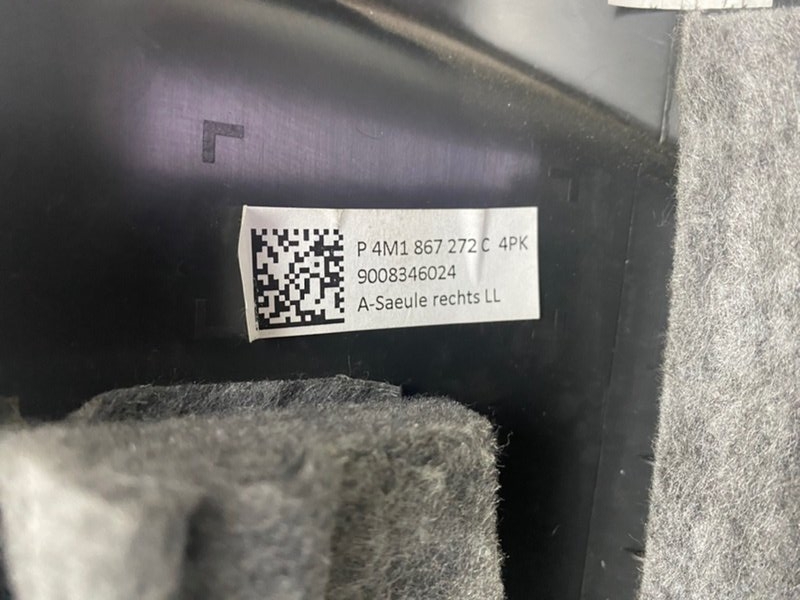 P 4M1 867 272 C 4PK
9008346024
A-Saeule rechts LL